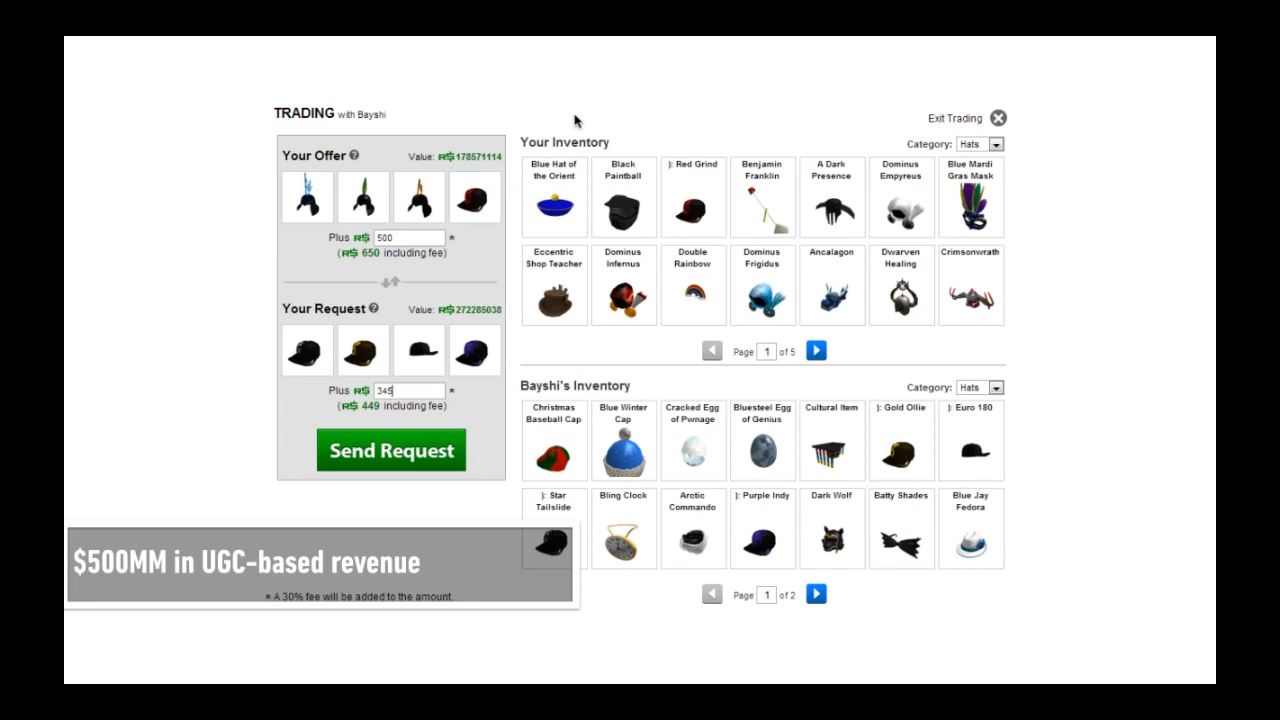 TRADING with Bayshi
Exit Trading
Your Offer
Value: R$178571114
Plus R$ 500 *
(R$ 650 including fee)
Your Request
Value: R$272285038
Plus R$ 345 *
(R$ 449 including fee)
Send Request
Your Inventory
Category: Hats
Blue Hat of the Orient
Black Paintball
): Red Grind
Benjamin Franklin
A Dark Presence
Dominus Empyreus
Blue Mardi Gras Mask
Eccentric Shop Teacher
Dominus Infernus
Double Rainbow
Dominus Frigidus
Ancalagon
Dwarven Healing
Crimsonwrath
Page 1 of 5
Bayshi's Inventory
Category: Hats
Christmas Baseball Cap
Blue Winter Cap
Cracked Egg of Pwnage
Bluesteel Egg of Genius
Cultural Item
): Gold Ollie
): Euro 180
): Star Tailslide
Bling Clock
Arctic Commando
): Purple Indy
Dark Wolf
Batty Shades
Blue Jay Fedora
Page 1 of 2
$500MM in UGC-based revenue
* A 30% fee will be added to the amount.